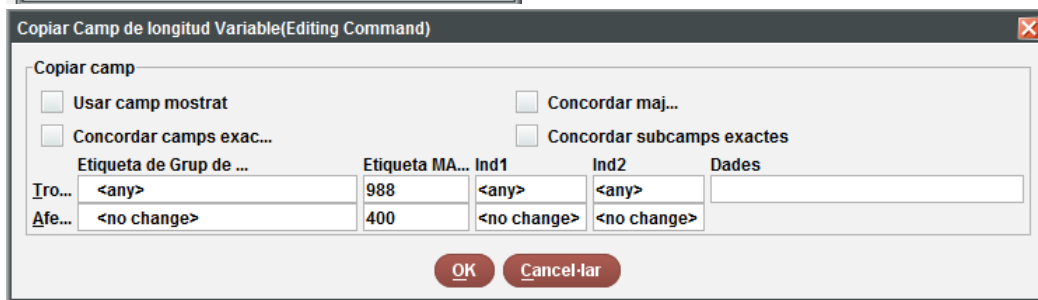 Copiar Camp de longitud Variable(Editing Command)
Copiar camp
Usar camp mostrat Concordar maj...
Concordar camps exac... Concordar subcamps exactes
Etiqueta de Grup de ... Etiqueta MA... Ind1 Ind2 Dades
Tro... <any> 988 <any> <any>
Afe... <no change> 400 <no change> <no change>
OK Cancel·lar